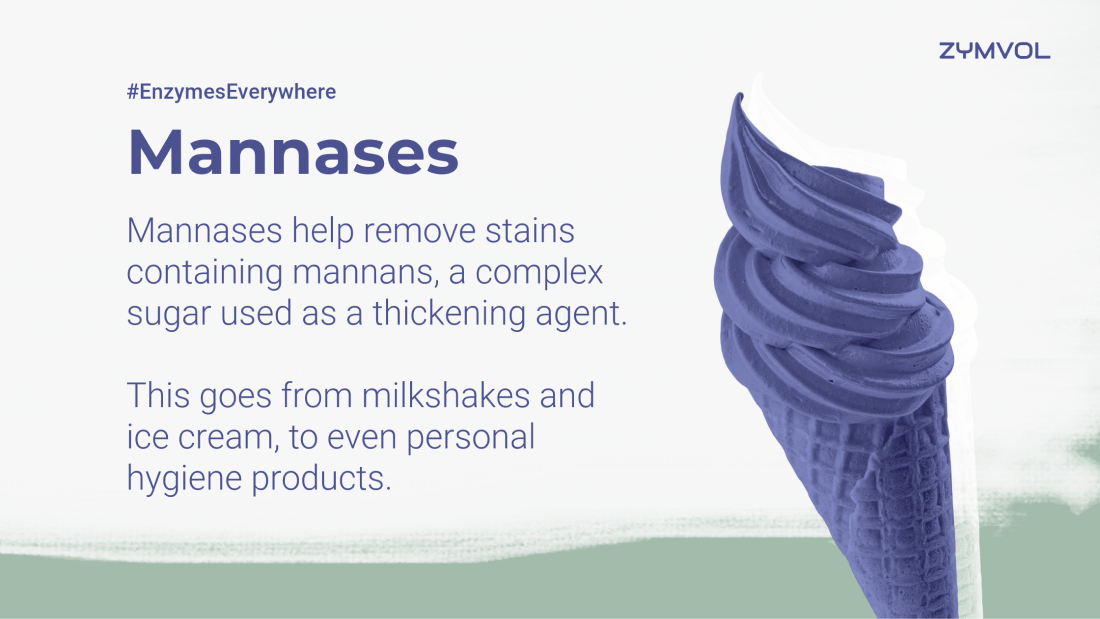 ZYMVOL
#EnzymesEverywhere
Mannases
Mannases help remove stains
containing mannans, a complex
sugar used as a thickening agent.
This goes from milkshakes and
ice cream, to even personal
hygiene products.